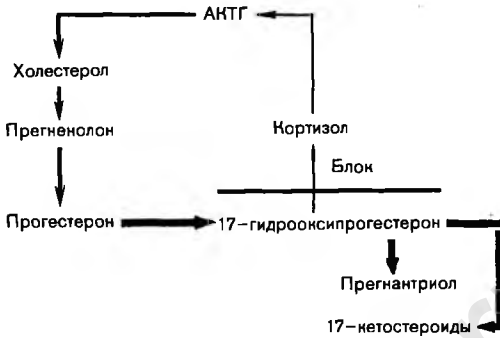 АКТГ
Холестерол
Прегненолон
Кортизол
Блок
Прогестерон
17-гидрооксипрогестерон
Прегнантриол
17-кетостероиды